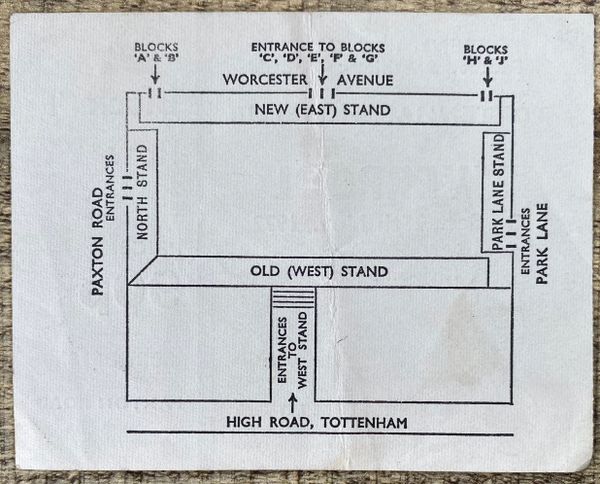 BLOCKS
'A' & 'B'
ENTRANCE TO BLOCKS
'C', 'D', 'E', 'F' & 'G'
BLOCKS
'H' & 'J'
WORCESTER AVENUE
NEW (EAST) STAND
PAXTON ROAD
ENTRANCES
NORTH STAND
PARK LANE STAND
ENTRANCES
PARK LANE
OLD (WEST) STAND
ENTRANCES
TO
WEST STAND
HIGH ROAD, TOTTENHAM